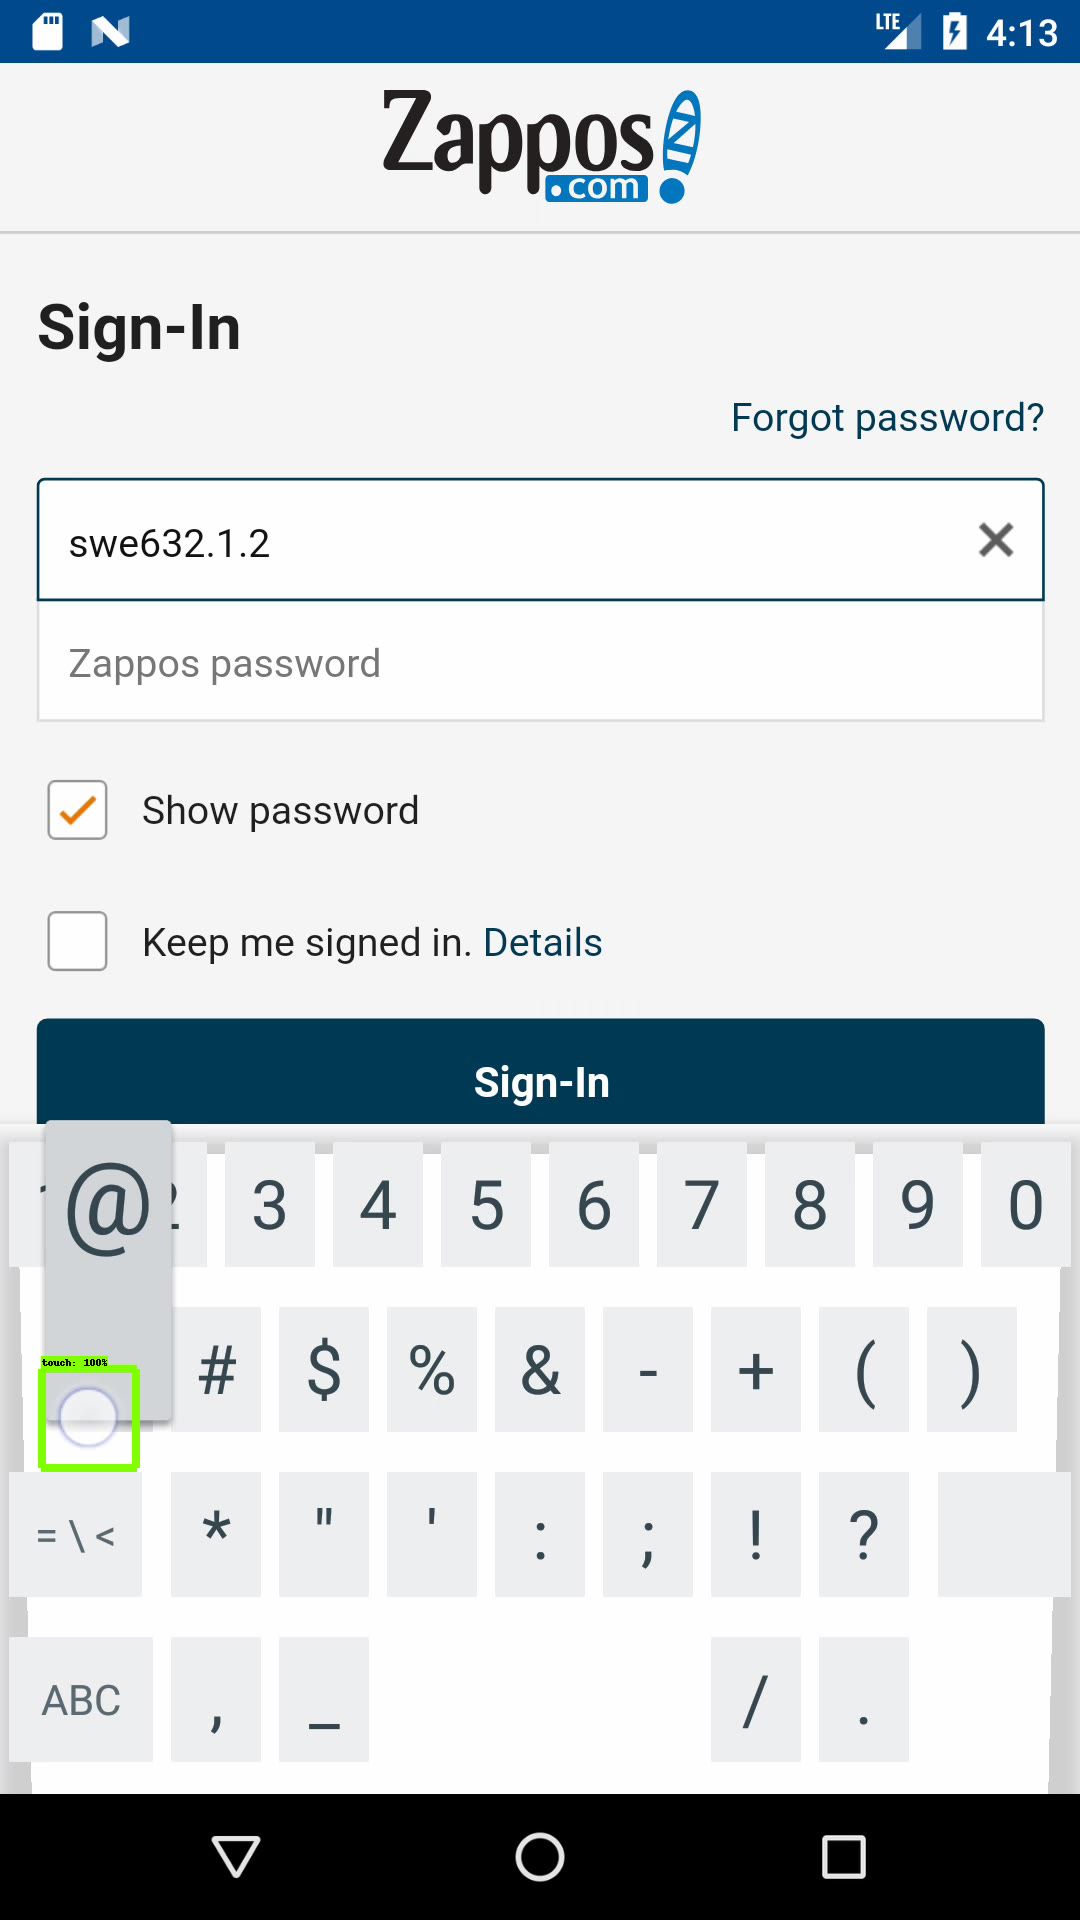 LTE 4:13
Zappos
.com
Sign-In
Forgot password?
swe632.1.2
Zappos password
Show password
Keep me signed in. Details
Sign-In
@ 3 4 5 6 7 8 9 0
touch: 100%
# $ % & - + ( )
= \ < * " ' : ; ! ?
ABC , _ / .